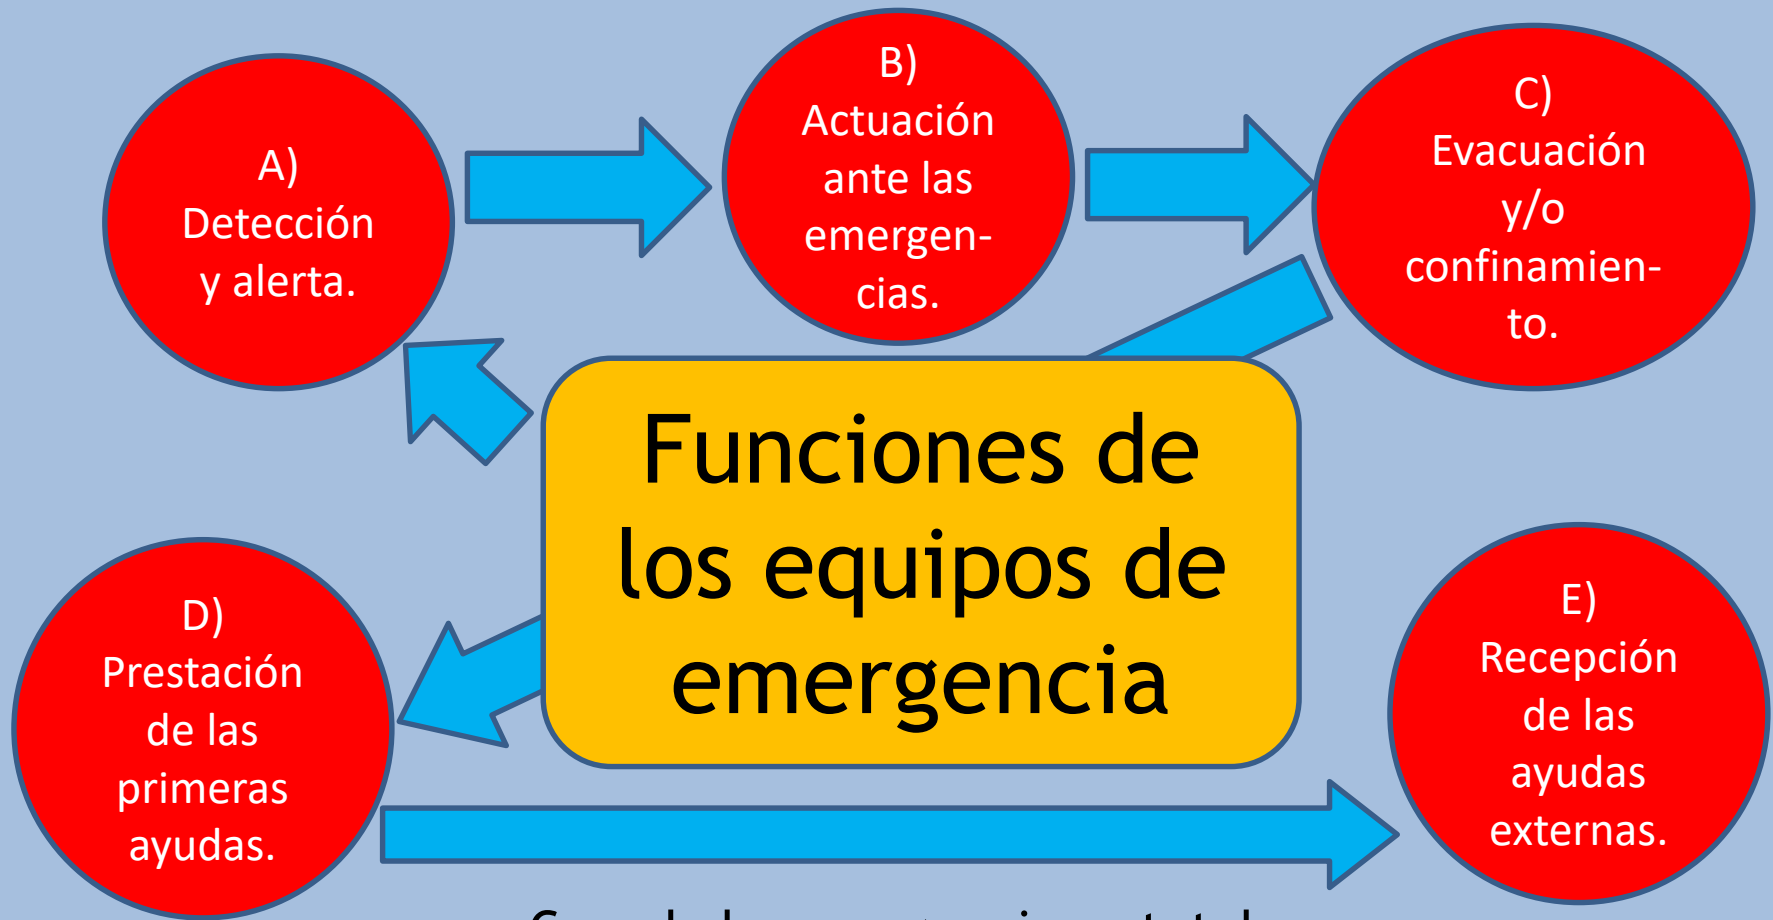 A)
Detección
y alerta.
B)
Actuación
ante las
emergen-
cias.
C)
Evacuación
y/o
confinamien-
to.
Funciones de
los equipos de
emergencia
D)
Prestación
de las
primeras
ayudas.
E)
Recepción
de las
ayudas
externas.